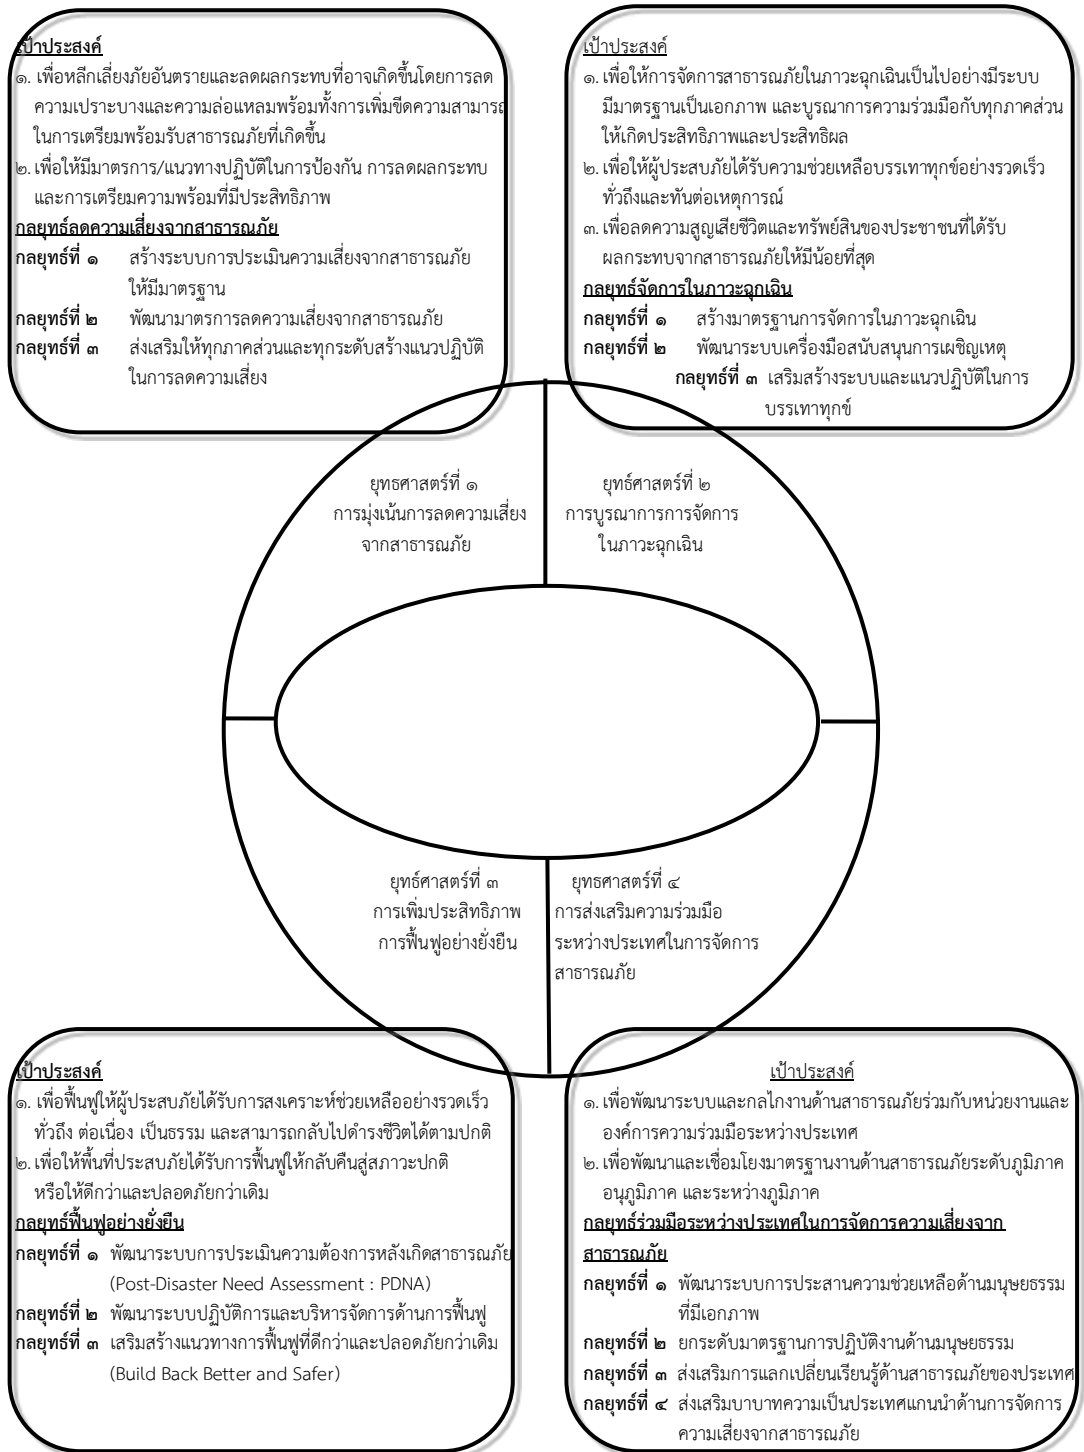 เป้าประสงค์
๑. เพื่อหลีกเลี่ยงภัยอันตรายและลดผลกระทบที่อาจเกิดขึ้นโดยการลด
ความเปราะบางและความล่อแหลมพร้อมทั้งการเพิ่มขีดความสามารถ
ในการเตรียมพร้อมรับสาธารณภัยที่เกิดขึ้น
๒. เพื่อให้มีมาตรการ/แนวทางปฏิบัติในการป้องกัน การลดผลกระทบ
และการเตรียมความพร้อมที่มีประสิทธิภาพ
กลยุทธ์ลดความเสี่ยงจากสาธารณภัย
กลยุทธ์ที่ ๑ สร้างระบบการประเมินความเสี่ยงจากสาธารณภัย
ให้มีมาตรฐาน
กลยุทธ์ที่ ๒ พัฒนามาตรการลดความเสี่ยงจากสาธารณภัย
กลยุทธ์ที่ ๓ ส่งเสริมให้ทุกภาคส่วนและทุกระดับสร้างแนวปฏิบัติ
ในการลดความเสี่ยง
เป้าประสงค์
๑. เพื่อให้การจัดการสาธารณภัยในภาวะฉุกเฉินเป็นไปอย่างมีระบบ
มีมาตรฐานเป็นเอกภาพ และบูรณาการความร่วมมือกับทุกภาคส่วน
ให้เกิดประสิทธิภาพและประสิทธิผล
๒. เพื่อให้ผู้ประสบภัยได้รับความช่วยเหลือบรรเทาทุกข์อย่างรวดเร็ว
ทั่วถึงและทันต่อเหตุการณ์
๓. เพื่อลดความสูญเสียชีวิตและทรัพย์สินของประชาชนที่ได้รับ
ผลกระทบจากสาธารณภัยให้มีน้อยที่สุด
กลยุทธ์จัดการในภาวะฉุกเฉิน
กลยุทธ์ที่ ๑ สร้างมาตรฐานการจัดการในภาวะฉุกเฉิน
กลยุทธ์ที่ ๒ พัฒนาระบบเครื่องมือสนับสนุนการเผชิญเหตุ
กลยุทธ์ที่ ๓ เสริมสร้างระบบและแนวปฏิบัติในการ
บรรเทาทุกข์
ยุทธศาสตร์ที่ ๑
การมุ่งเน้นการลดความเสี่ยง
จากสาธารณภัย
ยุทธ์ศาสตร์ที่ ๒
การบูรณาการการจัดการ
ในภาวะฉุกเฉิน
ยุทธ์ศาสตร์ที่ ๓
การเพิ่มประสิทธิภาพ
การฟื้นฟูอย่างยั่งยืน
ยุทธศาสตร์ที่ ๔
การส่งเสริมความร่วมมือ
ระหว่างประเทศในการจัดการ
สาธารณภัย
เป้าประสงค์
๑. เพื่อฟื้นฟูให้ผู้ประสบภัยได้รับการสงเคราะห์ช่วยเหลืออย่างรวดเร็ว
ทั่วถึง ต่อเนื่อง เป็นธรรม และสามารถกลับไปดำรงชีวิตได้ตามปกติ
๒. เพื่อให้พื้นที่ประสบภัยได้รับการฟื้นฟูให้กลับคืนสู่สภาวะปกติ
หรือให้ดีกว่าและปลอดภัยกว่าเดิม
กลยุทธ์ฟื้นฟูอย่างยั่งยืน
กลยุทธ์ที่ ๑ พัฒนาระบบการประเมินความต้องการหลังเกิดสาธารณภัย
(Post-Disaster Need Assessment : PDNA)
กลยุทธ์ที่ ๒ พัฒนาระบบปฏิบัติการและบริหารจัดการด้านการฟื้นฟู
กลยุทธ์ที่ ๓ เสริมสร้างแนวทางการฟื้นฟูที่ดีกว่าและปลอดภัยกว่าเดิม
(Build Back Better and Safer)
เป้าประสงค์
๑. เพื่อพัฒนาระบบและกลไกงานด้านสาธารณภัยร่วมกับหน่วยงานและ
องค์การความร่วมมือระหว่างประเทศ
๒. เพื่อพัฒนาและเชื่อมโยงมาตรฐานงานด้านสาธารณภัยระดับภูมิภาค
อนุภูมิภาค และระหว่างภูมิภาค
กลยุทธ์ร่วมมือระหว่างประเทศในการจัดการความเสี่ยงจาก
สาธารณภัย
กลยุทธ์ที่ ๑ พัฒนาระบบการประสานความช่วยเหลือด้านมนุษยธรรม
ที่มีเอกภาพ
กลยุทธ์ที่ ๒ ยกระดับมาตรฐานการปฏิบัติงานด้านมนุษยธรรม
กลยุทธ์ที่ ๓ ส่งเสริมการแลกเปลี่ยนเรียนรู้ด้านสาธารณภัยของประเทศ
กลยุทธ์ที่ ๔ ส่งเสริมบาบาทความเป็นประเทศแกนนำด้านการจัดการ
ความเสี่ยงจากสาธารณภัย